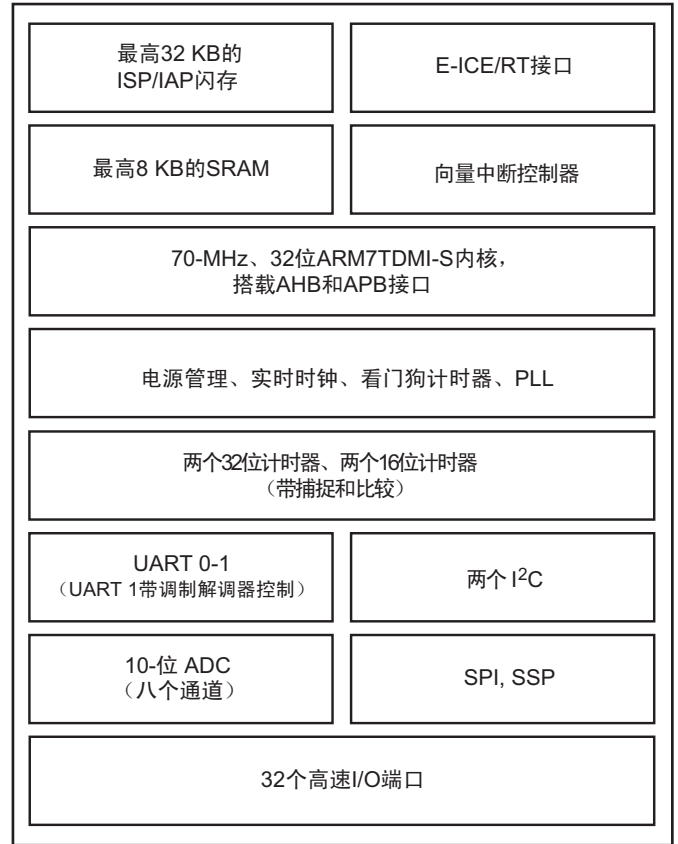 最高32 KB的
ISP/IAP闪存
E-ICE/RT接口
最高8 KB的SRAM
向量中断控制器
70-MHz、32位ARM7TDMI-S内核，
搭载AHB和APB接口
电源管理、实时时钟、看门狗计时器、PLL
两个32位计时器、两个16位计时器
（带捕捉和比较）
UART 0-1
（UART 1带调制解调器控制）
两个 I²C
10-位 ADC
（八个通道）
SPI, SSP
32个高速I/O端口